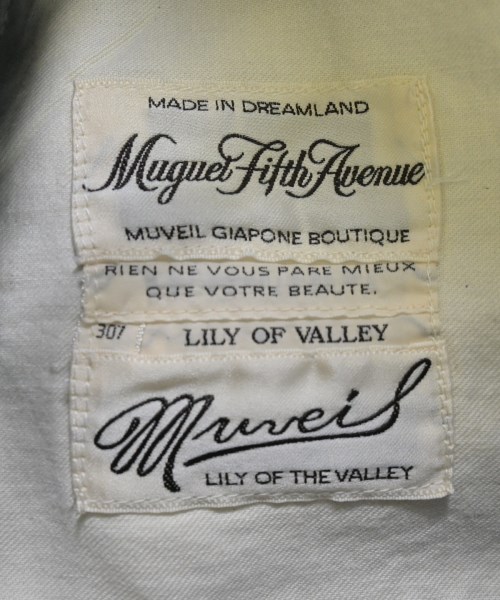 MADE IN DREAMLAND
Muguet Fifth Avenue
MUVEIL GIAPONE BOUTIQUE
RIEN NE VOUS PARE MIEUX
QUE VOTRE BEAUTE.
307 LILY OF VALLEY
Muveil
LILY OF THE VALLEY